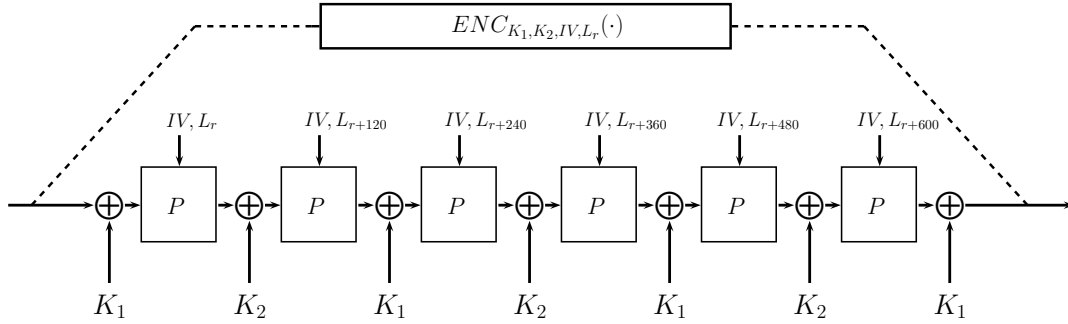 ENC_{K_1,K_2,IV,L_r}(·)
IV, L_r IV, L_{r+120} IV, L_{r+240} IV, L_{r+360} IV, L_{r+480} IV, L_{r+600}
P P P P P P
K_1 K_2 K_1 K_2 K_1 K_2 K_1